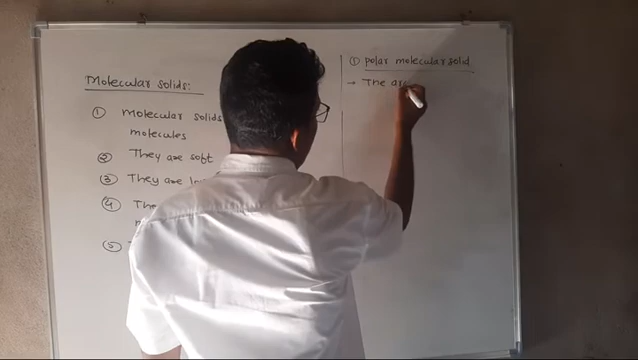 Molecular solids:
① Molecular solids
molecules
② They are soft
③ They are
④ The
⑤
① polar molecular solid
→ The are